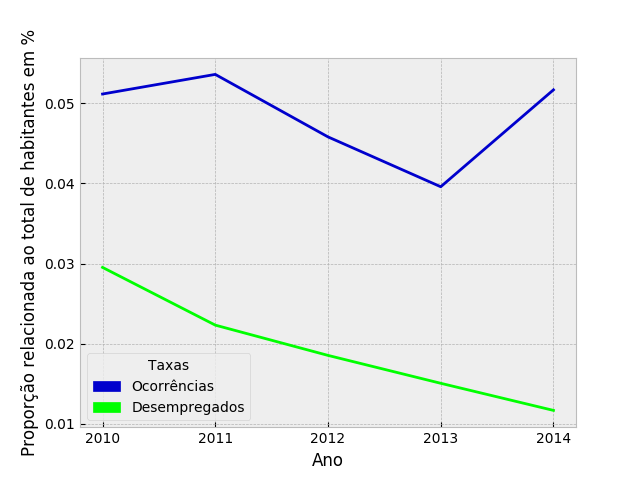 Proporção relacionada ao total de habitantes em %
0.05
0.04
0.03
0.02
0.01
Taxas
Ocorrências
Desempregados
2010 2011 2012 2013 2014
Ano